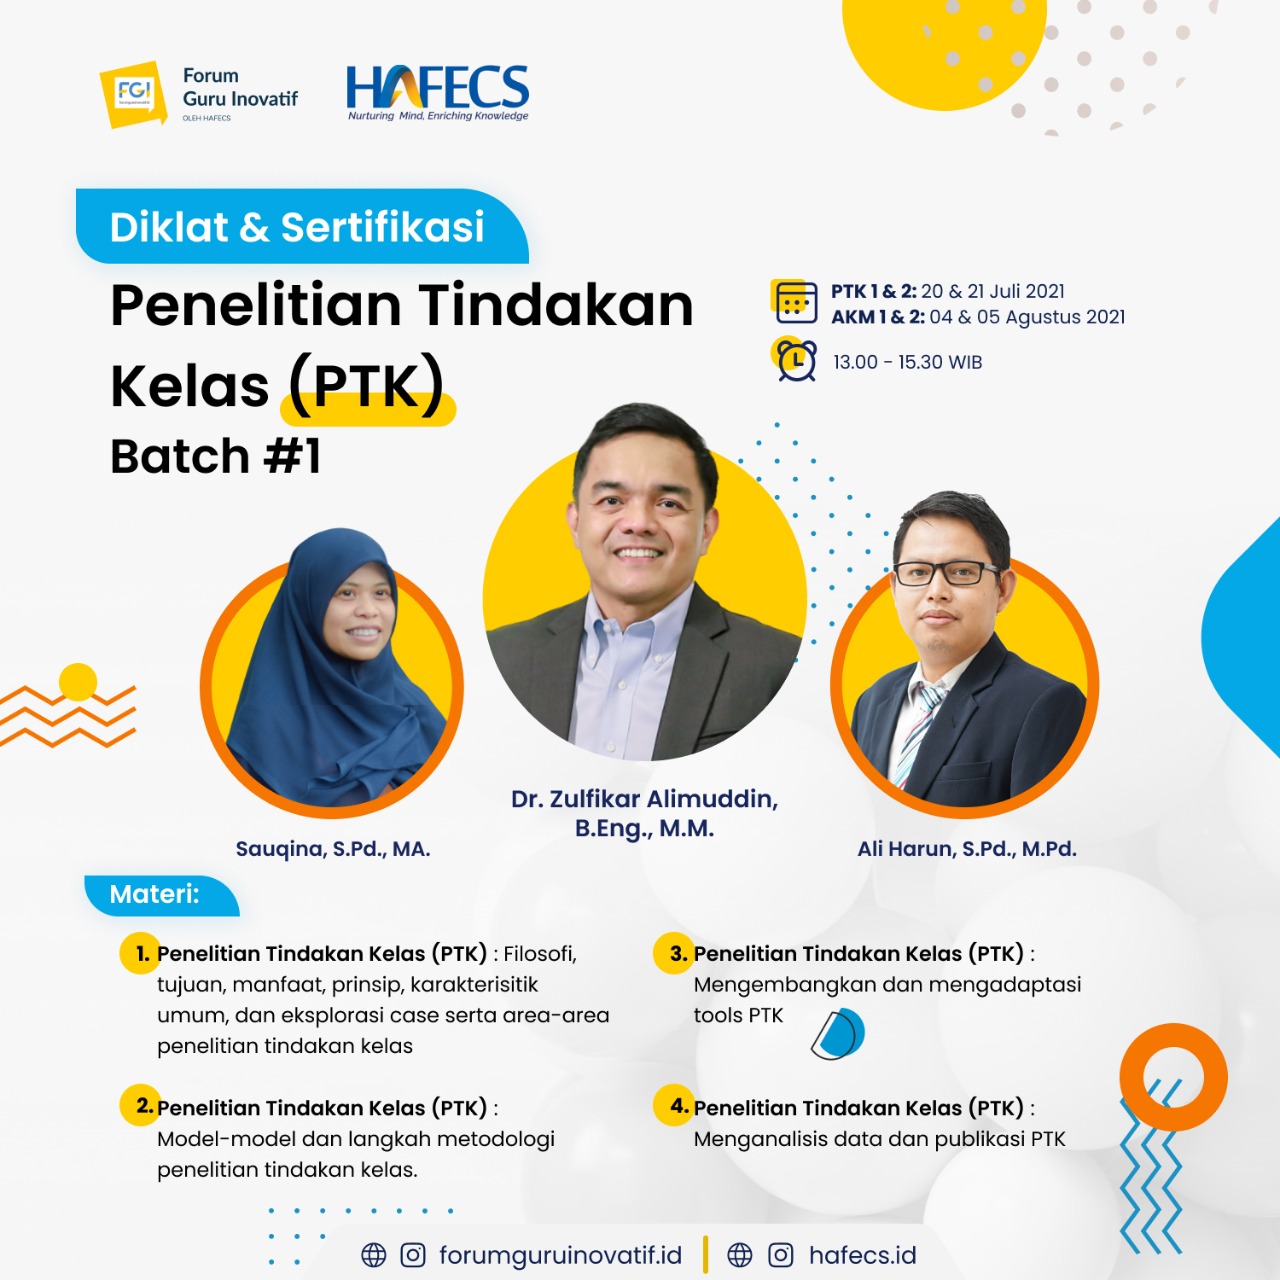 FGI
Forum
Guru Inovatif
OLEH HAFECS
HAFECS
Nurturing Mind, Enriching Knowledge
Diklat & Sertifikasi
Penelitian Tindakan
Kelas (PTK)
Batch #1
PTK 1 & 2: 20 & 21 Juli 2021
AKM 1 & 2: 04 & 05 Agustus 2021
13.00 - 15.30 WIB
Sauqina, S.Pd., MA.
Dr. Zulfikar Alimuddin,
B.Eng., M.M.
Ali Harun, S.Pd., M.Pd.
Materi:
1. Penelitian Tindakan Kelas (PTK) : Filosofi,
tujuan, manfaat, prinsip, karakterisitik
umum, dan eksplorasi case serta area-area
penelitian tindakan kelas
2. Penelitian Tindakan Kelas (PTK) :
Model-model dan langkah metodologi
penelitian tindakan kelas.
3. Penelitian Tindakan Kelas (PTK) :
Mengembangkan dan mengadaptasi
tools PTK
4. Penelitian Tindakan Kelas (PTK) :
Menganalisis data dan publikasi PTK
forumguruinovatif.id
hafecs.id